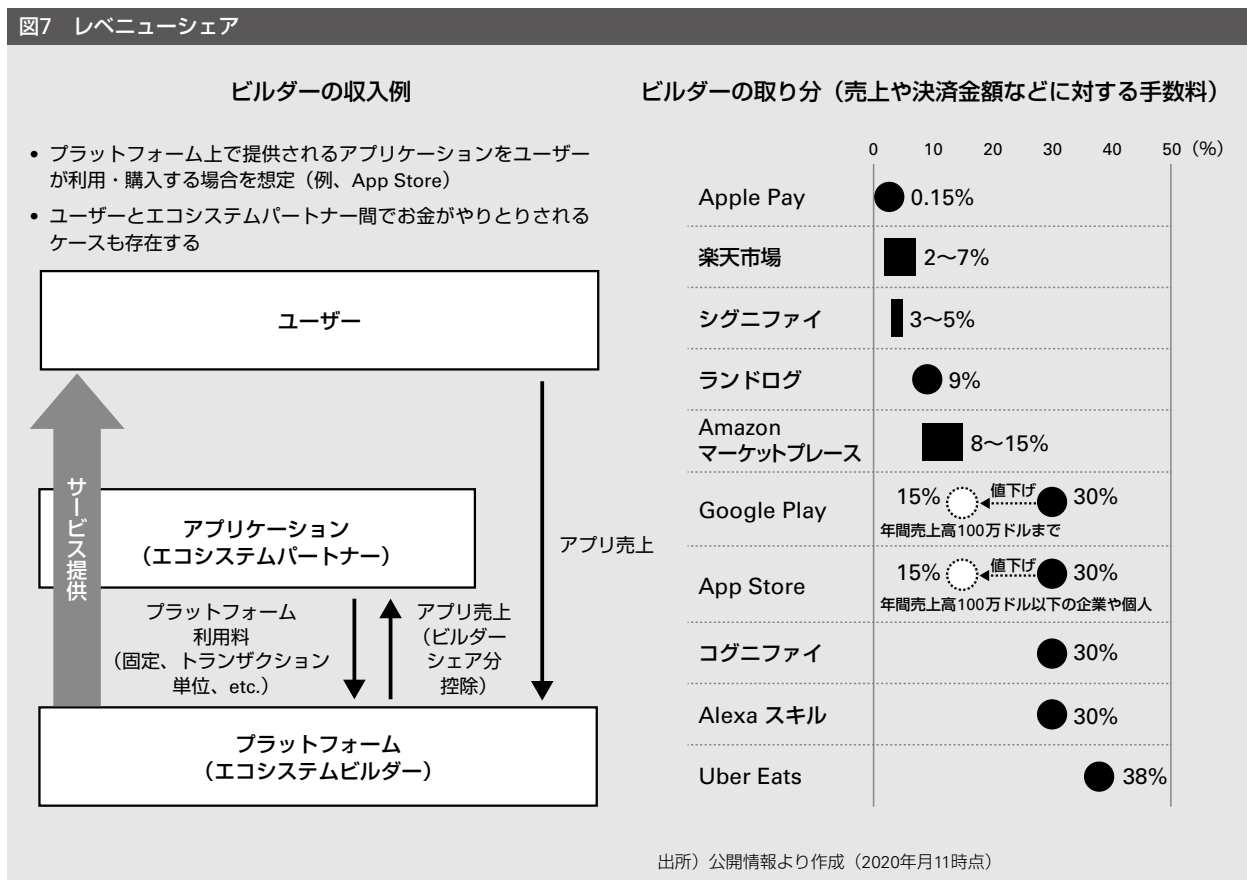 図7　レベニューシェア
ビルダーの収入例
• プラットフォーム上で提供されるアプリケーションをユーザー
が利用・購入する場合を想定（例、App Store）
• ユーザーとエコシステムパートナー間でお金がやりとりされる
ケースも存在する
ユーザー
サービス提供
アプリケーション
（エコシステムパートナー）
アプリ売上
プラットフォーム
利用料
（固定、トランザクション
単位、etc.）
アプリ売上
（ビルダー
シェア分
控除）
プラットフォーム
（エコシステムビルダー）
ビルダーの取り分（売上や決済金額などに対する手数料）
0 10 20 30 40 50（%）
Apple Pay 0.15%
楽天市場 2～7%
シグニファイ 3～5%
ランドログ 9%
Amazon
マーケットプレース 8～15%
Google Play 15% 値下げ 30%
年間売上高100万ドルまで
App Store 15% 値下げ 30%
年間売上高100万ドル以下の企業や個人
コグニファイ 30%
Alexa スキル 30%
Uber Eats 38%
出所）公開情報より作成（2020年月11時点）